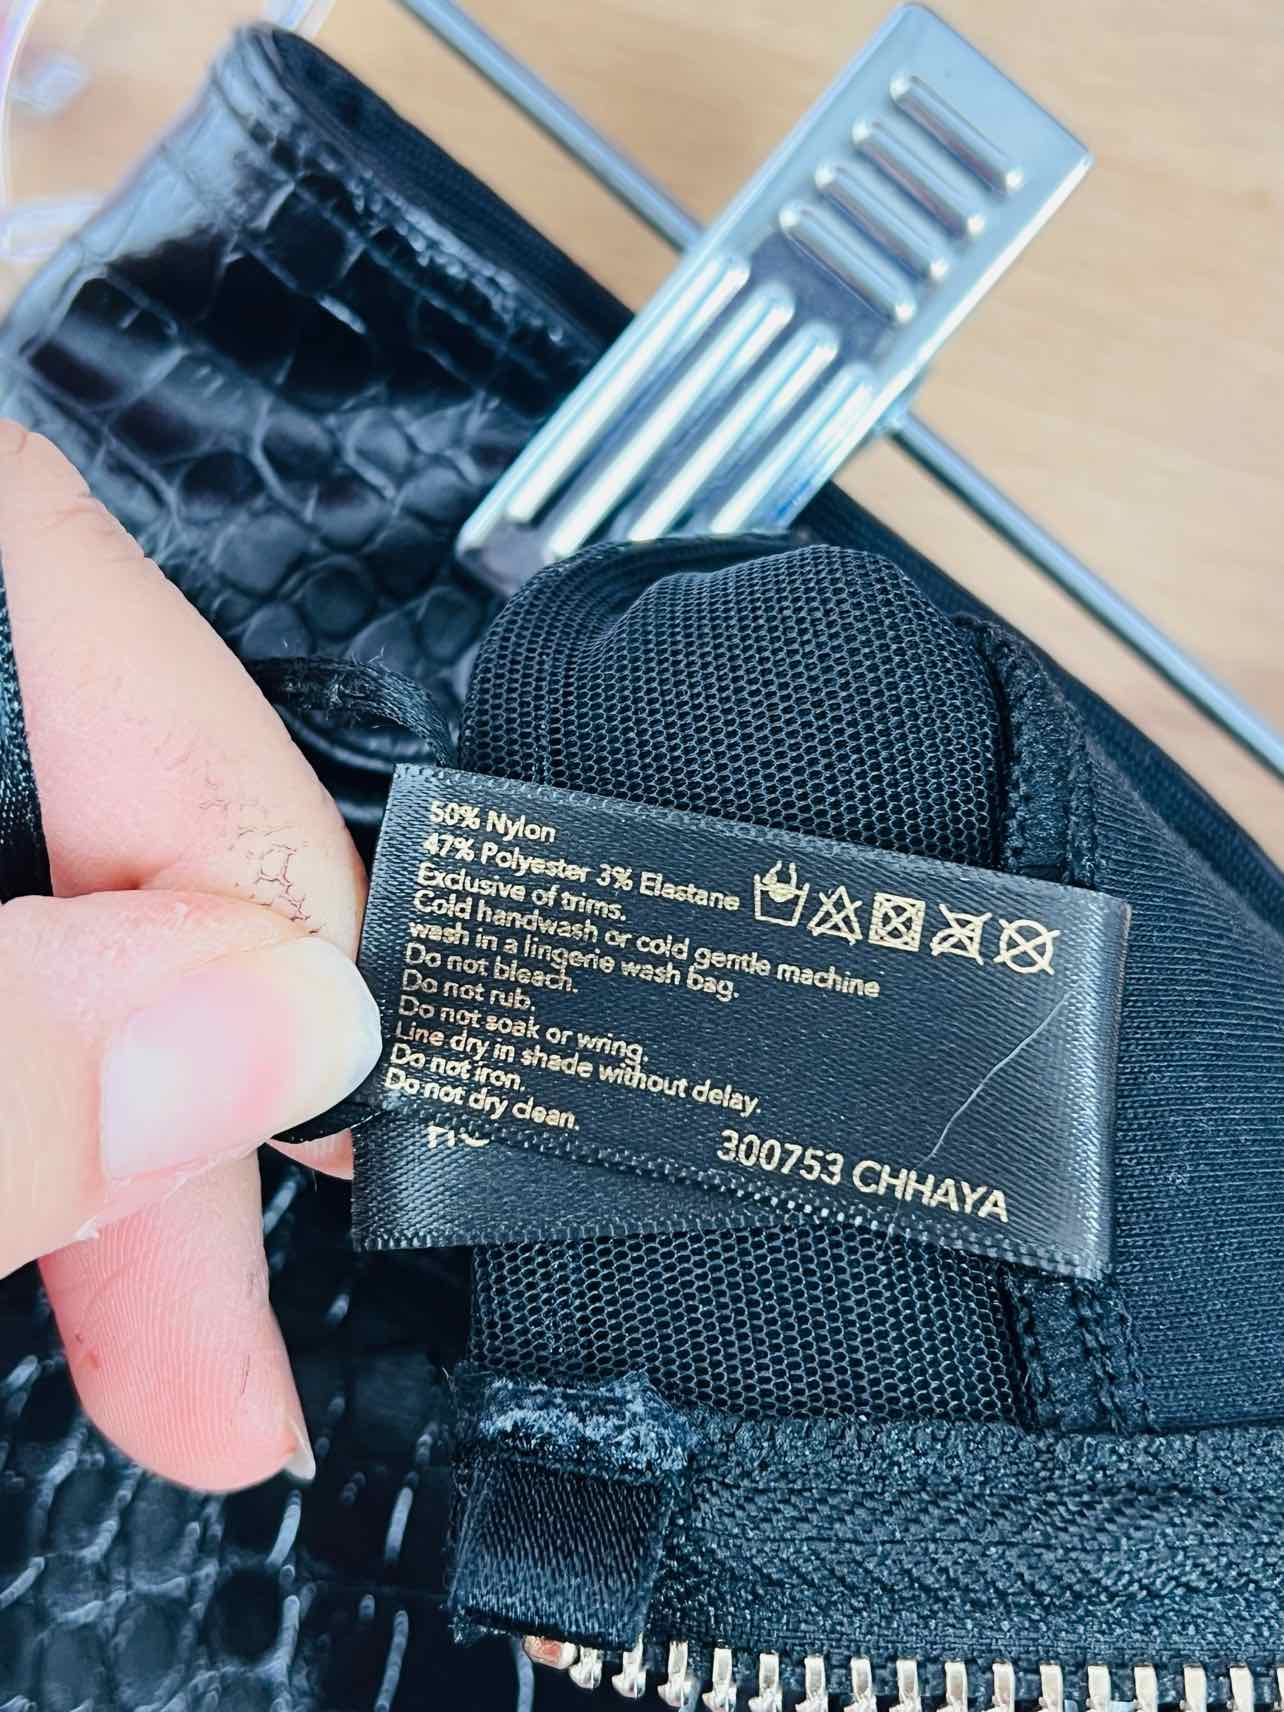 50% Nylon
47% Polyester 3% Elastane
Exclusive of trims.
Cold handwash or cold gentle machine
wash in a lingerie wash bag.
Do not bleach.
Do not rub.
Do not soak or wring.
Line dry in shade without delay.
Do not iron.
Do not dry clean.
300753 CHHAYA